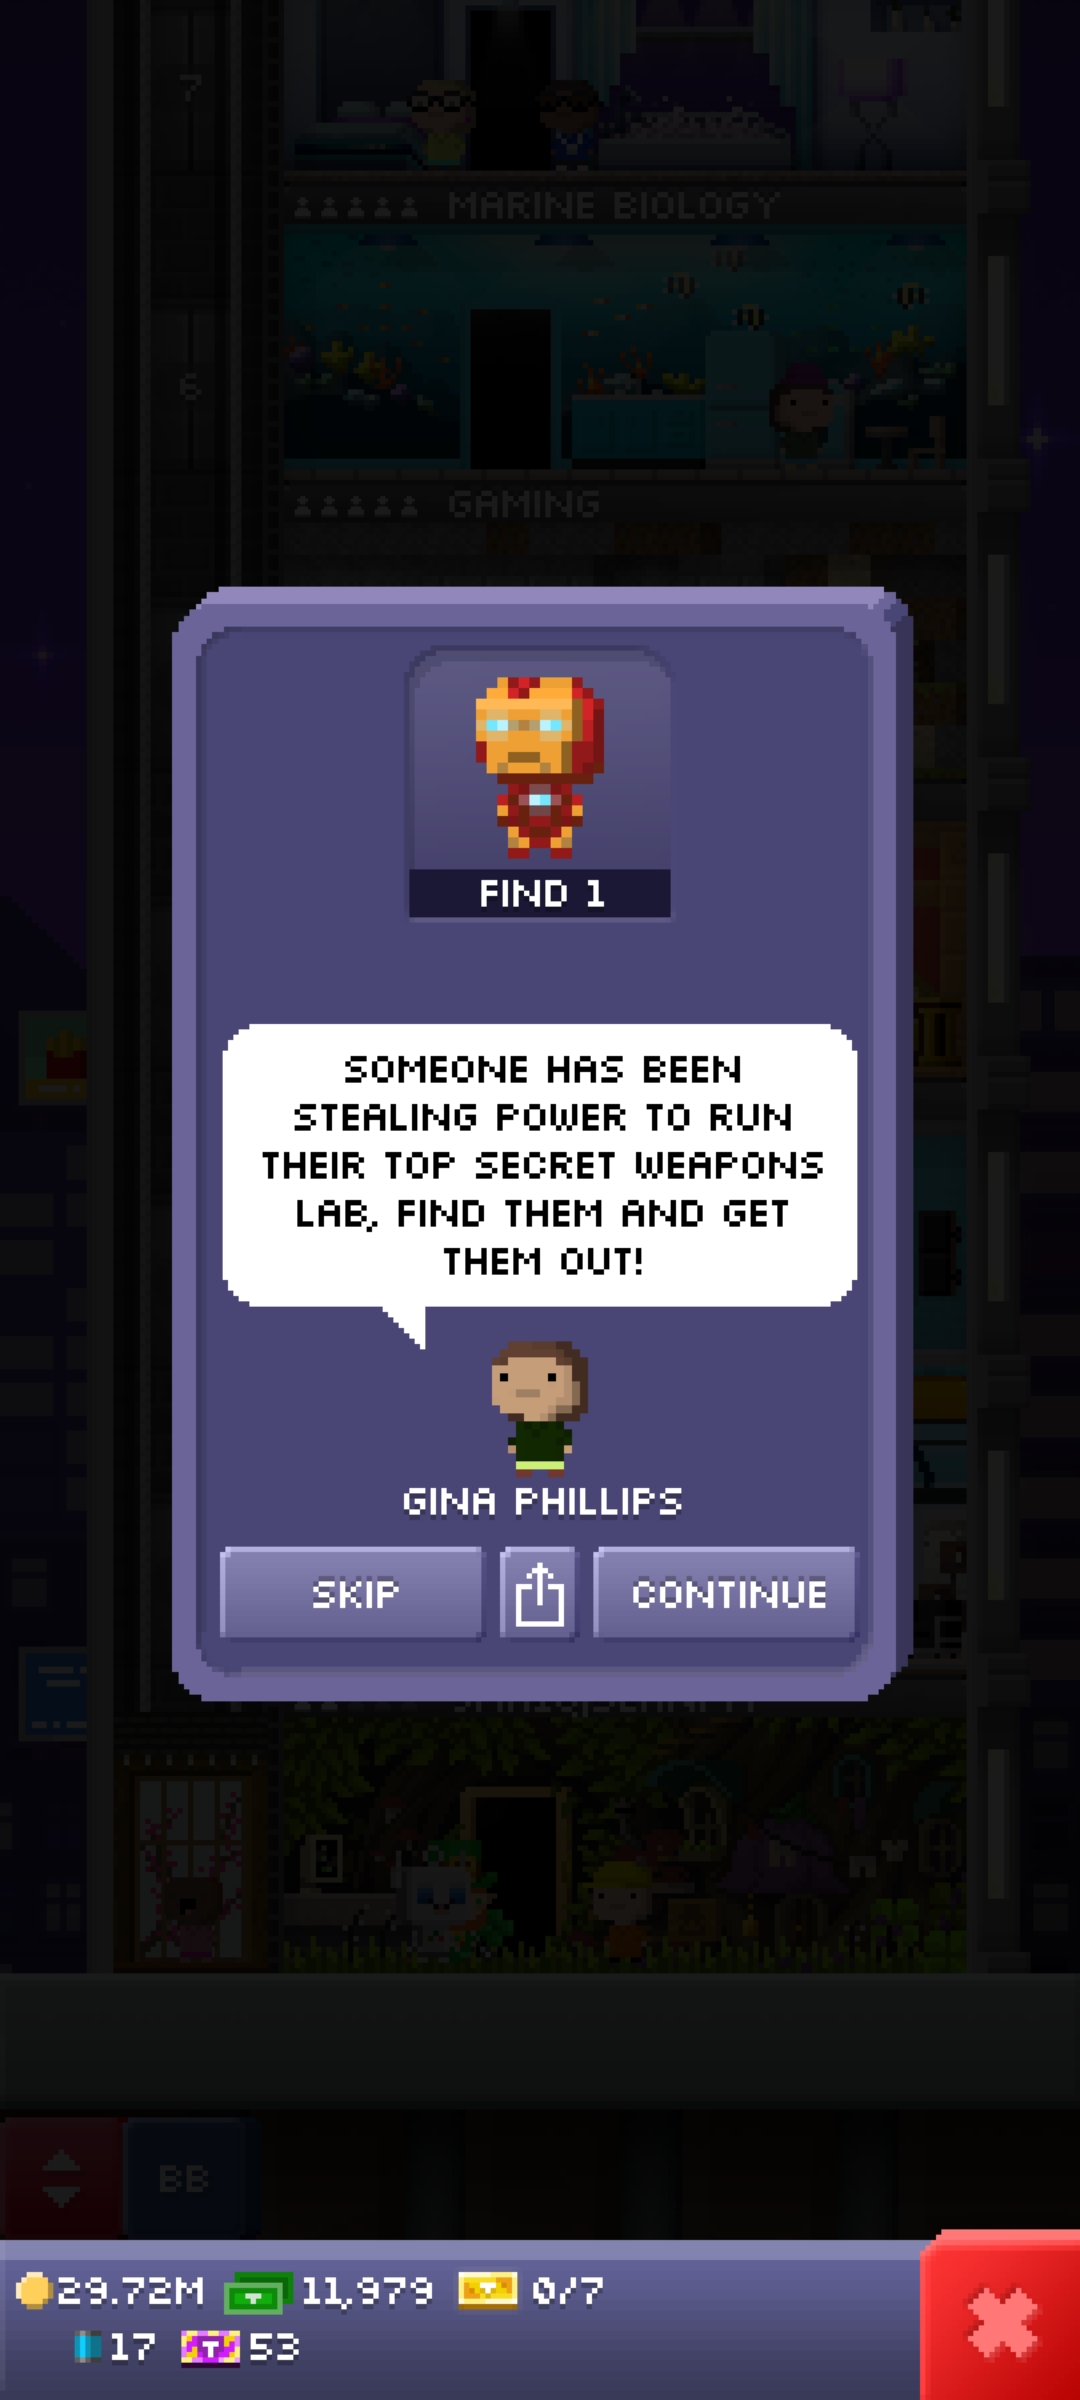 7
MARINE BIOLOGY
6
GAMING
FIND 1
SOMEONE HAS BEEN
STEALING POWER TO RUN
THEIR TOP SECRET WEAPONS
LAB, FIND THEM AND GET
THEM OUT!
GINA PHILLIPS
SKIP
CONTINUE
BB
29.72M
11,979
0/7
17
53